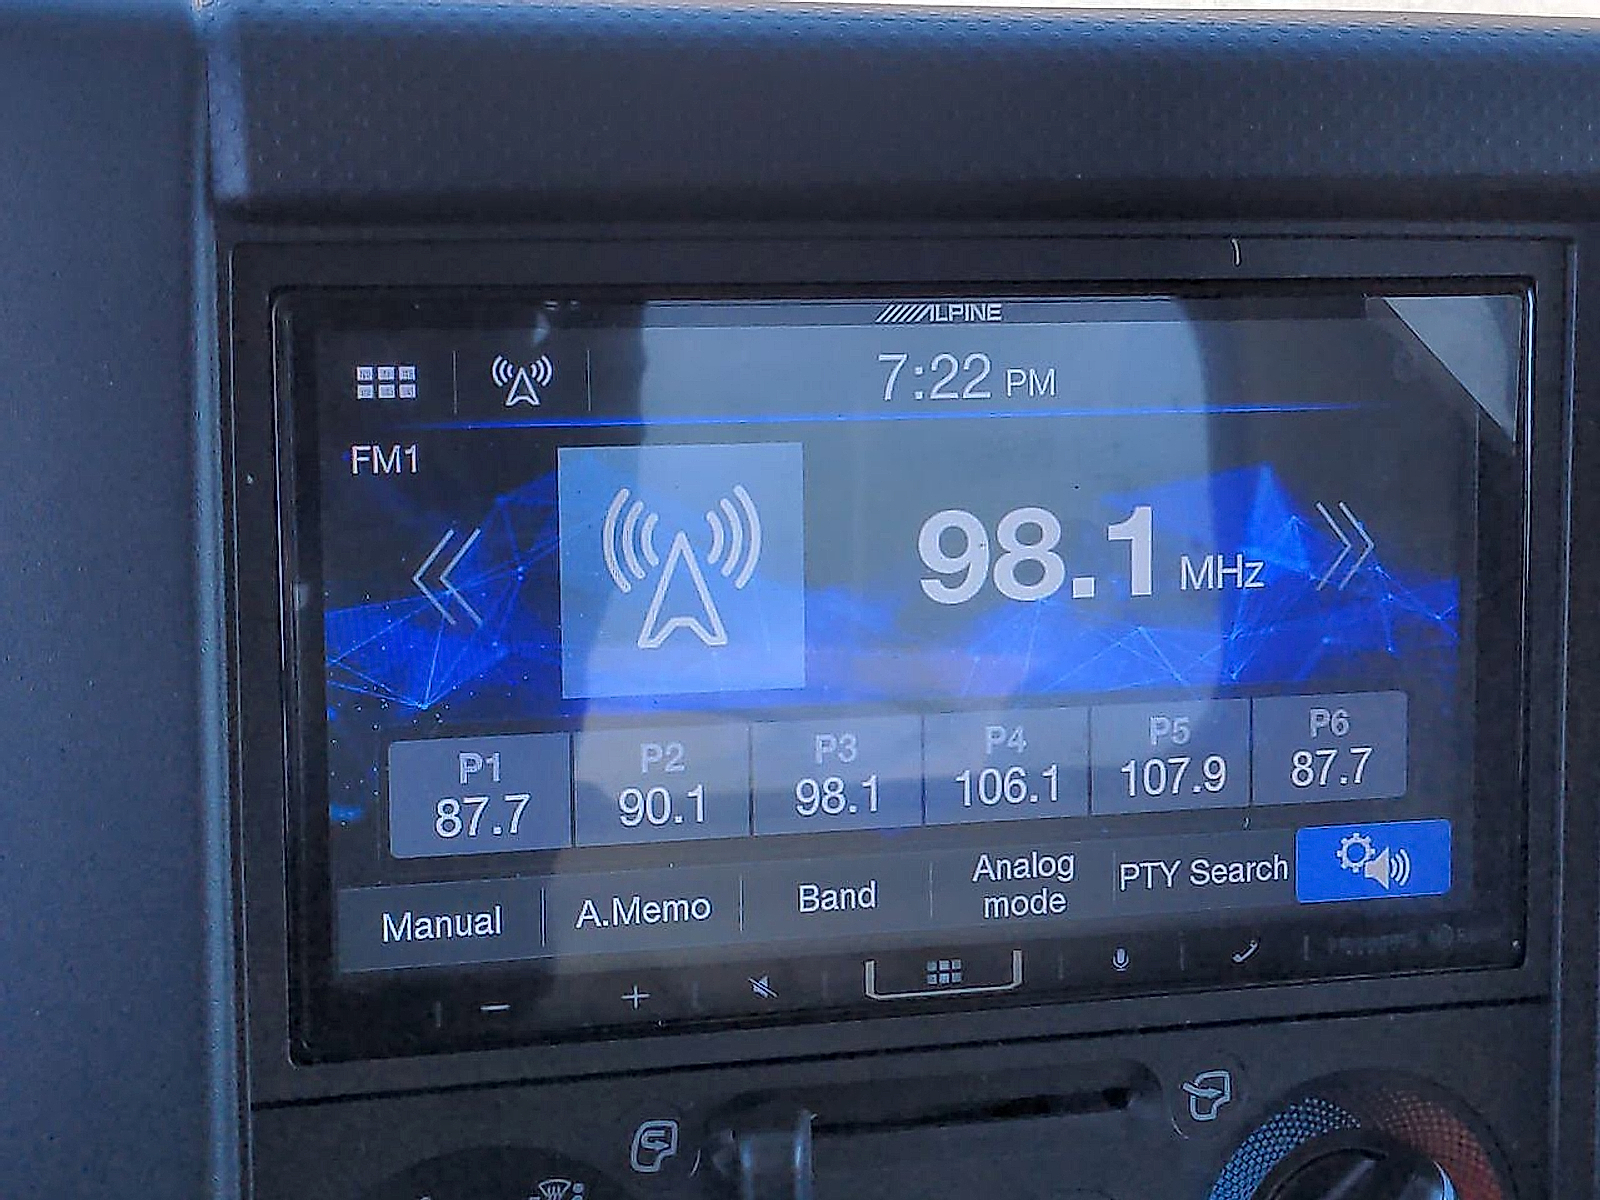 ALPINE
7:22 PM
FM1
98.1 MHz
P1 P2 P3 P4 P5 P6
87.7 90.1 98.1 106.1 107.9 87.7
Manual A.Memo Band Analog mode PTY Search